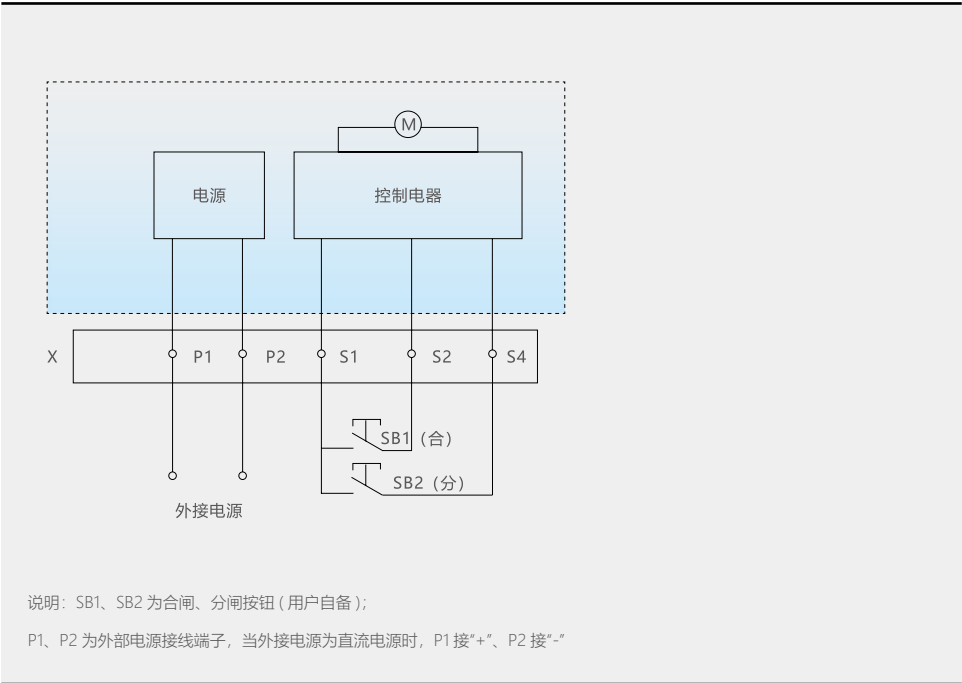 M
电源
控制电器
X P1 P2 S1 S2 S4
SB1（合）
SB2（分）
外接电源
说明：SB1、SB2 为合闸、分闸按钮 ( 用户自备 )；
P1、P2 为外部电源接线端子，当外接电源为直流电源时，P1 接“+”、P2 接“-”